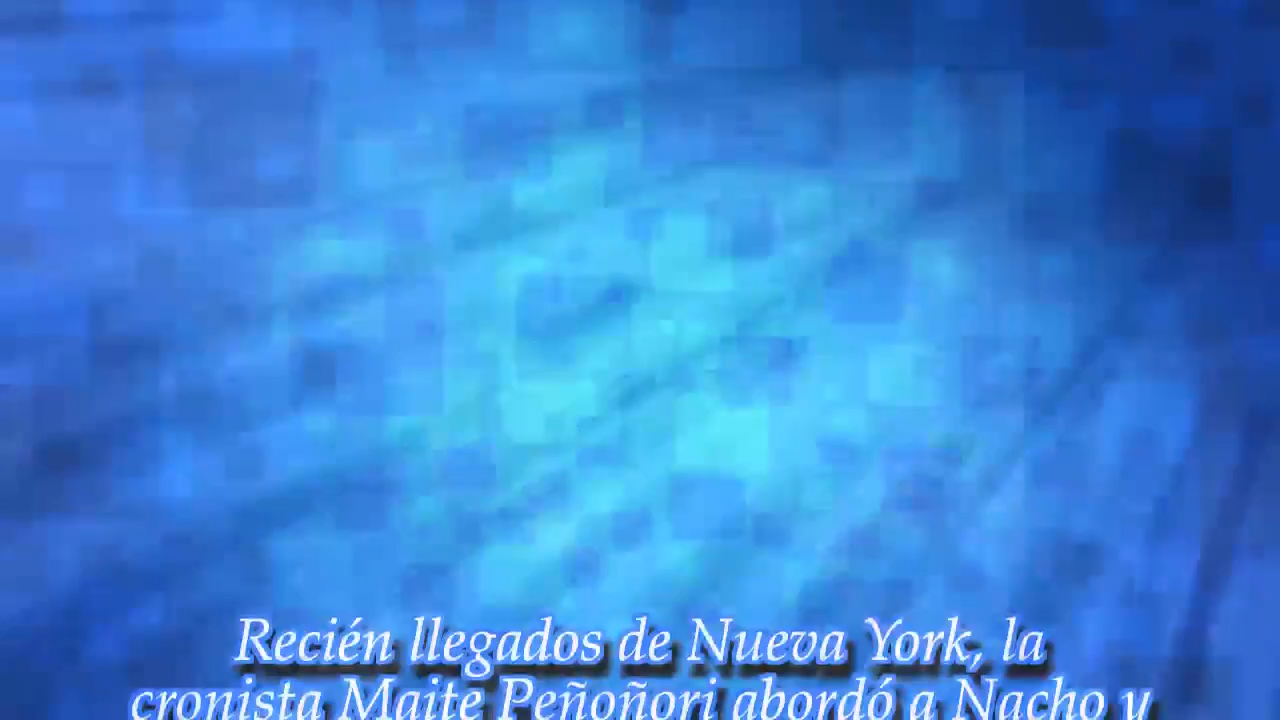 Recién llegados de Nueva York, la
cronista Maite Peñoñori abordó a Nacho y